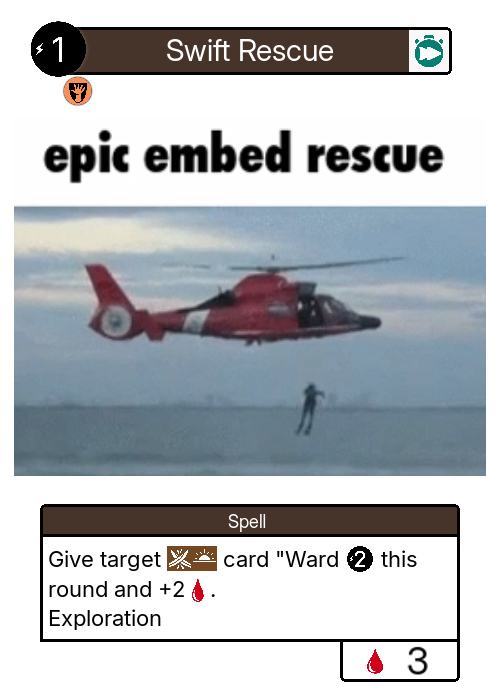 1
Swift Rescue
epic embed rescue
Spell
Give target card "Ward 2 this
round and +2 .
Exploration
3